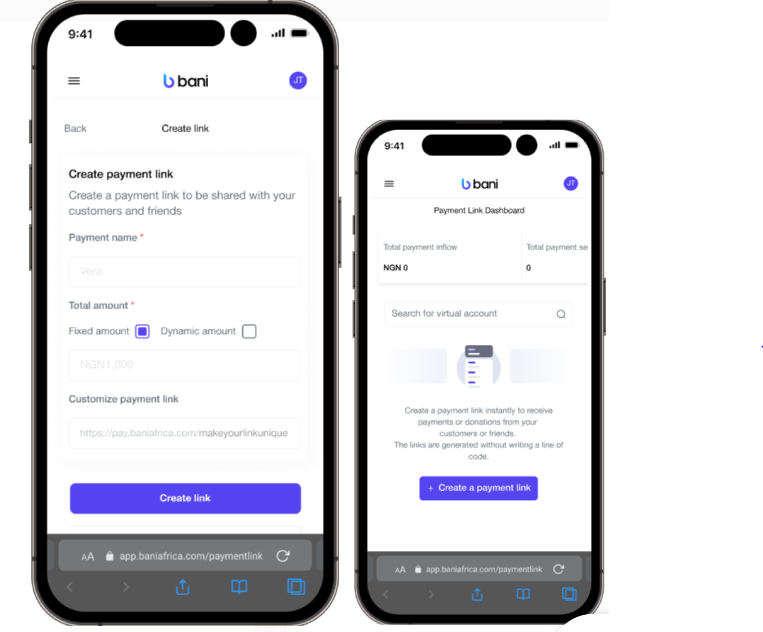 9:41
bani
JT
Back
Create link
Create payment link
Create a payment link to be shared with your
customers and friends
Payment name *
Vera
Total amount *
Fixed amount
Dynamic amount
NGN1,000
Customize payment link
https://pay.baniafrica.com/makeyourlinkunique
Create link
AA app.baniafrica.com/paymentlink
9:41
bani
JT
Payment Link Dashboard
Total payment inflow
Total payment se
NGN 0
0
Search for virtual account
Create a payment link instantly to receive
payments or donations from your
customers or friends.
The links are generated without writing a line of
code.
+ Create a payment link
AA app.baniafrica.com/paymentlink